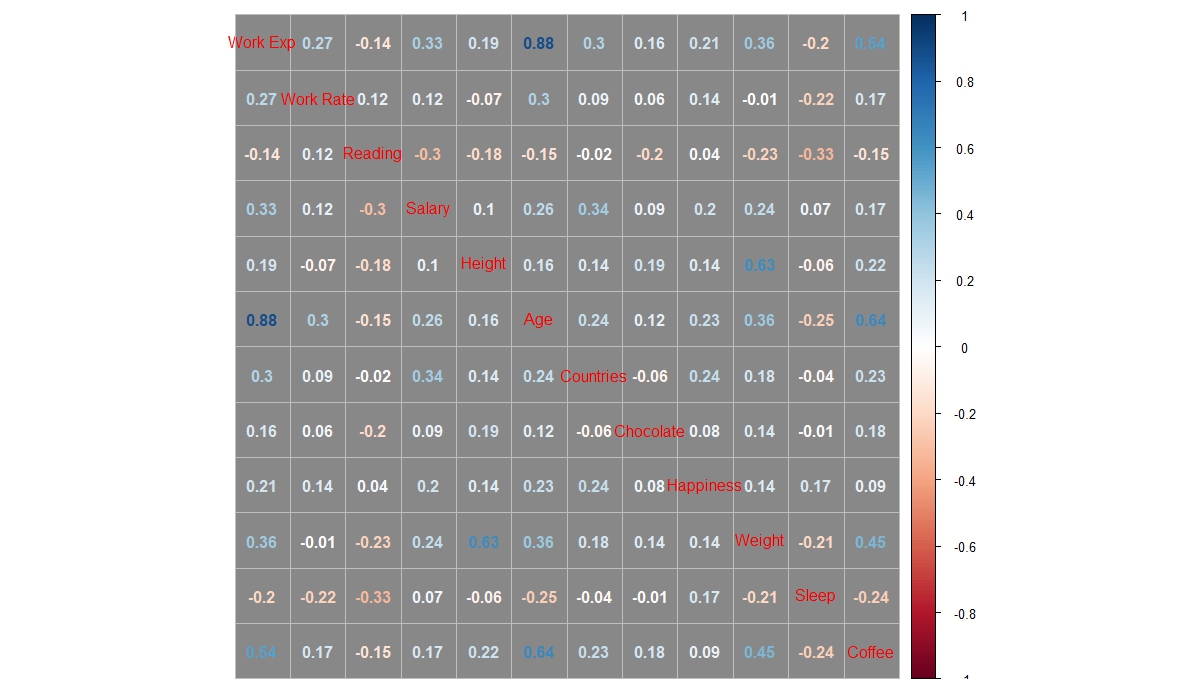 Work Exp 0.27 -0.14 0.33 0.19 0.88 0.3 0.16 0.21 0.36 -0.2 0.54
0.27 Work Rate 0.12 0.12 -0.07 0.3 0.09 0.06 0.14 -0.01 -0.22 0.17
-0.14 0.12 Reading -0.3 -0.18 -0.15 -0.02 -0.2 0.04 -0.23 -0.33 -0.15
0.33 0.12 -0.3 Salary 0.1 0.26 0.34 0.09 0.2 0.24 0.07 0.17
0.19 -0.07 -0.18 0.1 Height 0.16 0.14 0.19 0.14 0.63 -0.06 0.22
0.88 0.3 -0.15 0.26 0.16 Age 0.24 0.12 0.23 0.36 -0.25 0.64
0.3 0.09 -0.02 0.34 0.14 0.24 Countries -0.06 0.24 0.18 -0.04 0.23
0.16 0.06 -0.2 0.09 0.19 0.12 -0.06 Chocolate 0.08 0.14 -0.01 0.18
0.21 0.14 0.04 0.2 0.14 0.23 0.24 0.08 Happiness 0.14 0.17 0.09
0.36 -0.01 -0.23 0.24 0.63 0.36 0.18 0.14 0.14 Weight -0.21 0.45
-0.2 -0.22 -0.33 0.07 -0.06 -0.25 -0.04 -0.01 0.17 -0.21 Sleep -0.24
0.54 0.17 -0.15 0.17 0.22 0.64 0.23 0.18 0.09 0.45 -0.24 Coffee
1
0.8
0.6
0.4
0.2
0
-0.2
-0.4
-0.6
-0.8
-1